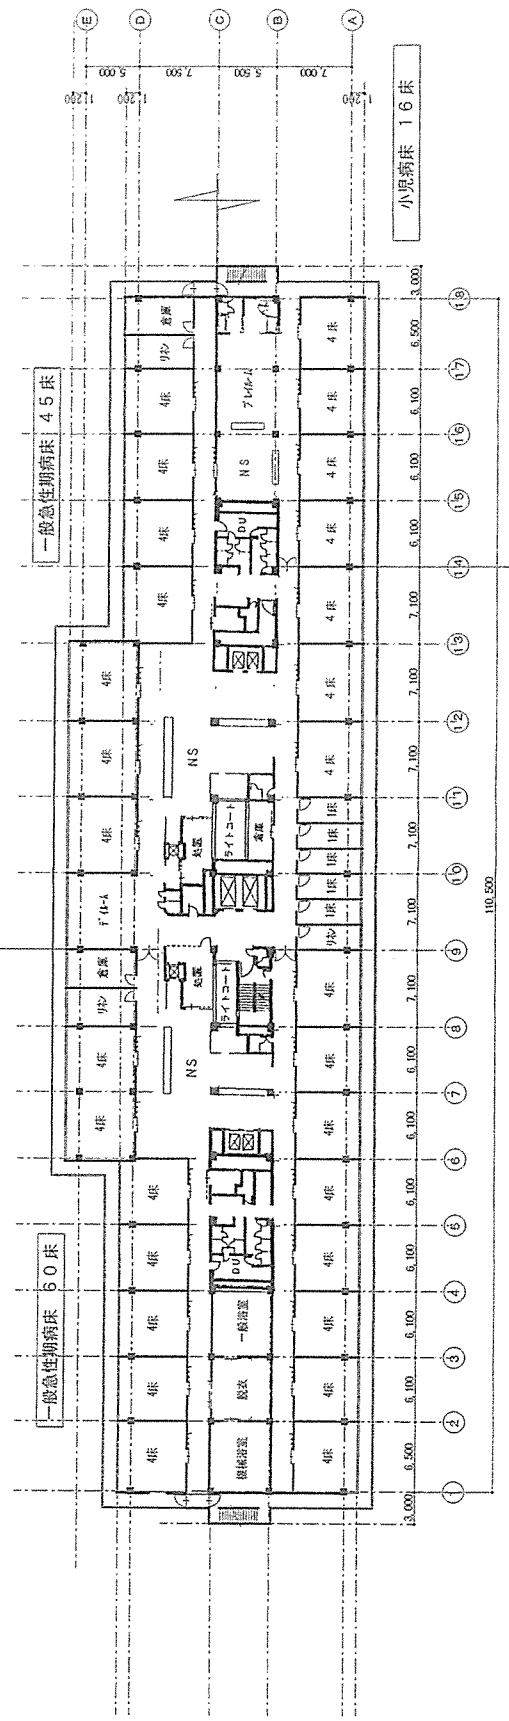 一般急性期病床 60床
一般急性期病床 45床
小児病床 16床
E
D
C
B
A
1,200
5,000
1,200
7,500
5,500
7,000
1,200
4床
4床
4床
4床
4床
4床
4床
リネン
倉庫
デイルーム
4床
4床
4床
4床
4床
4床
リネン
倉庫
NS
処置
処置
NS
機械浴室
脱衣
一般浴室
DU
ライトコート
ライトコート
倉庫
DU
NS
プレイルーム
4床
4床
4床
4床
4床
4床
4床
4床
リネン
1床
1床
1床
1床
1床
4床
4床
4床
4床
4床
4床
4床
3,000
6,500
6,100
6,100
6,100
6,100
6,100
6,100
7,100
7,100
7,100
7,100
7,100
7,100
6,100
6,100
6,500
3,000
1
2
3
4
5
6
7
8
9
10
11
12
13
14
15
16
17
18
110,500